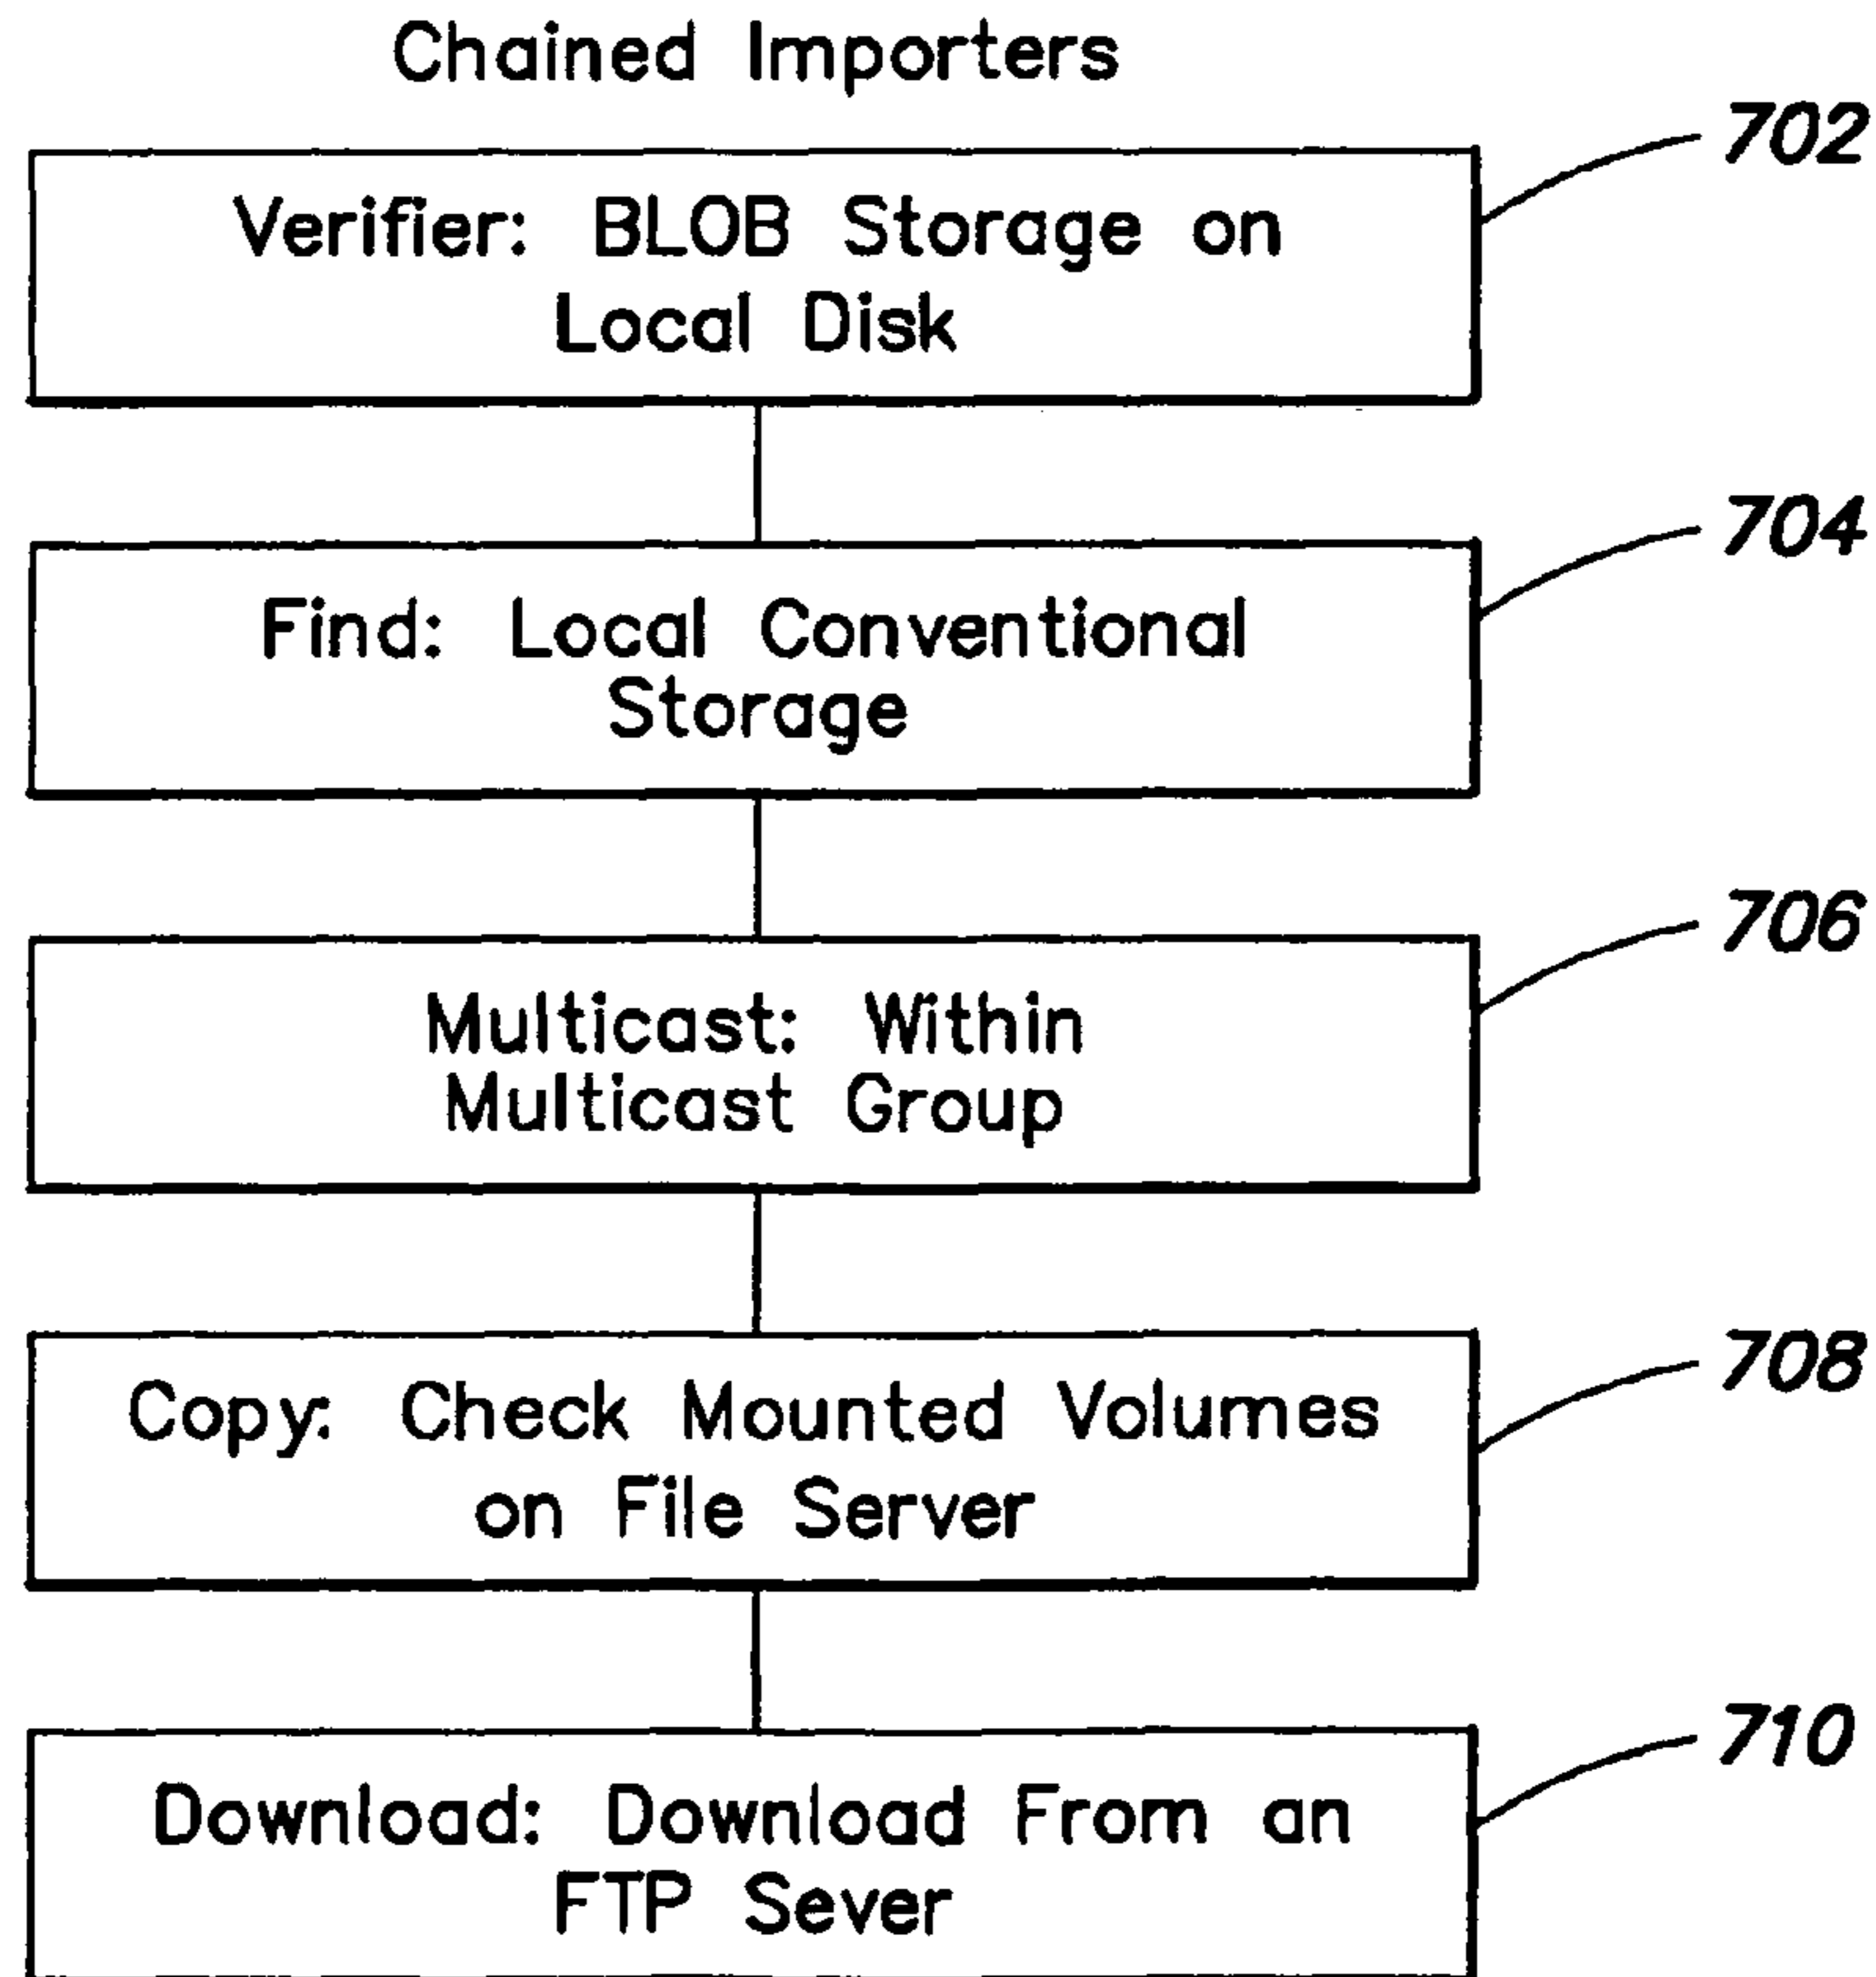 Chained Importers
702
Verifier: BLOB Storage on
Local Disk
704
Find: Local Conventional
Storage
706
Multicast: Within
Multicast Group
708
Copy: Check Mounted Volumes
on File Server
710
Download: Download From an
FTP Sever